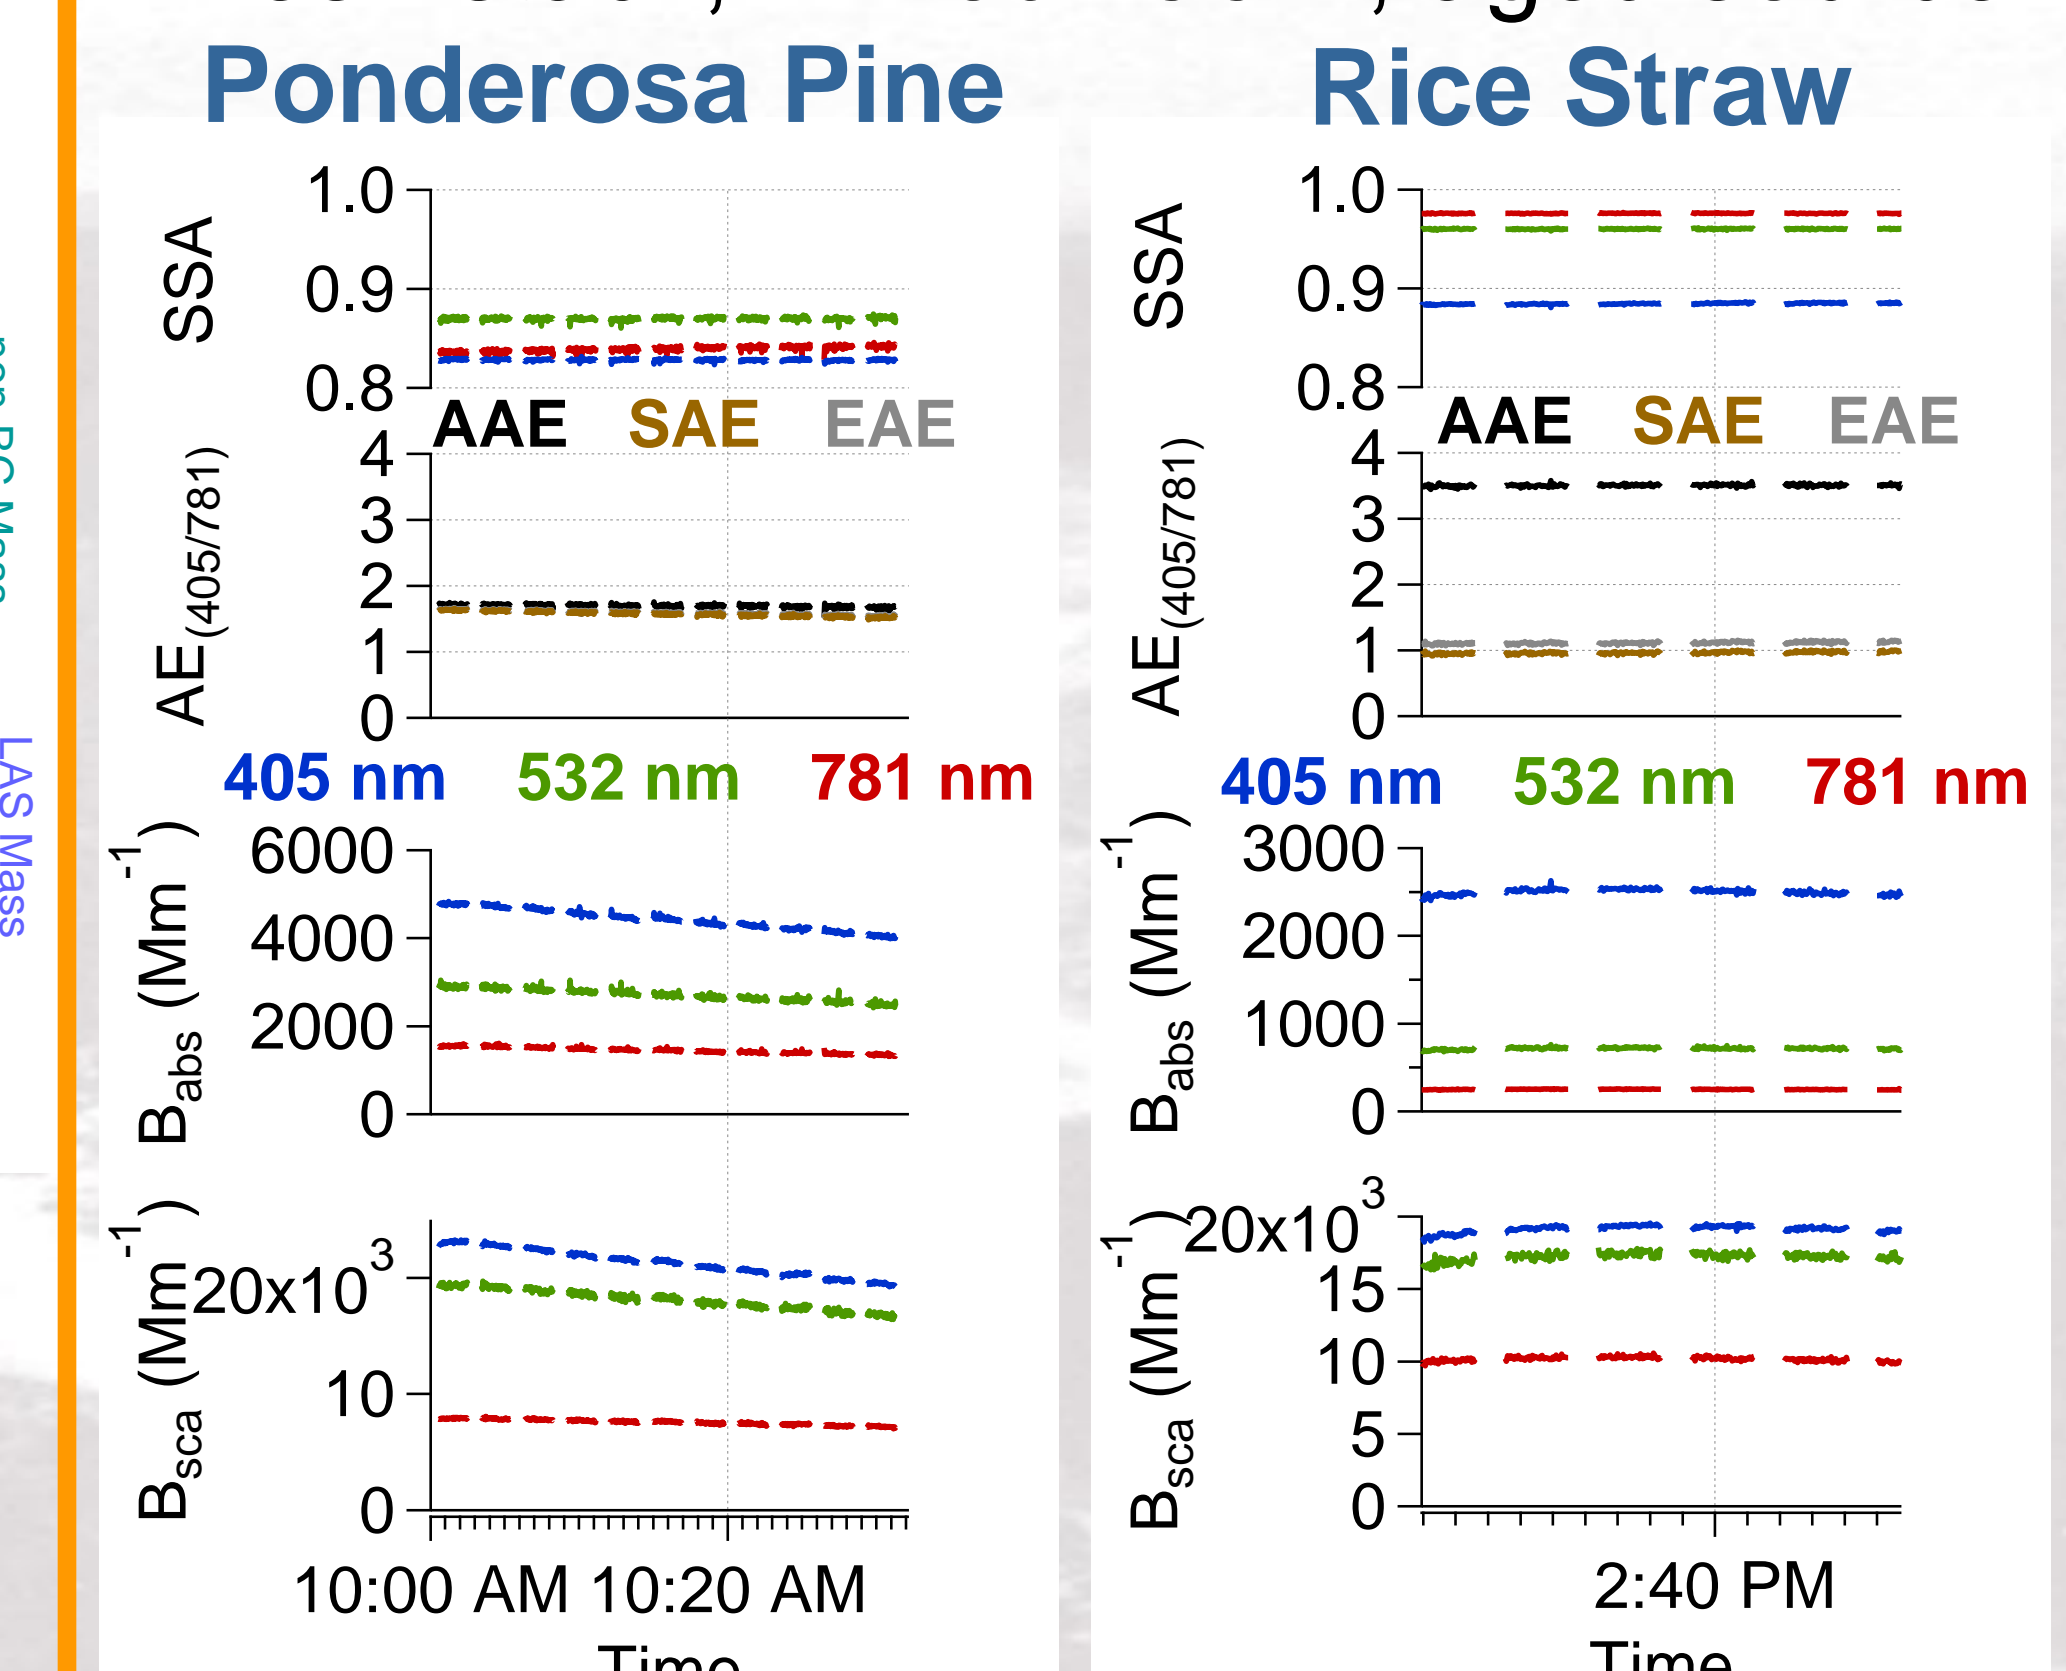 Ponderosa Pine
SSA
1.0
0.9
0.8
AAE SAE EAE
AE(405/781)
4
3
2
1
0
405 nm 532 nm 781 nm
Babs (Mm-1)
6000
4000
2000
0
Bsca (Mm-1)
20x103
10
0
10:00 AM 10:20 AM
Time
Rice Straw
SSA
1.0
0.9
0.8
AAE SAE EAE
AE(405/781)
4
3
2
1
0
405 nm 532 nm 781 nm
Babs (Mm-1)
3000
2000
1000
0
Bsca (Mm-1)
20x103
15
10
5
0
2:40 PM
Time
LAS Mass